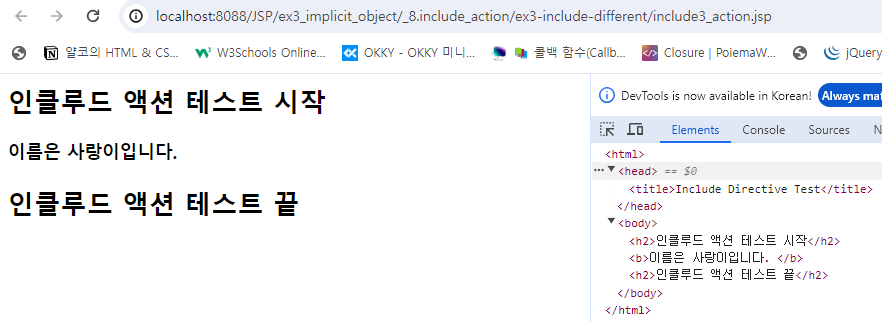 localhost:8088/JSP/ex3_implicit_object/_8.include_action/ex3-include-different/include3_action.jsp
얄코의 HTML & CS... W3Schools Online... OKKY - OKKY 미니... 콜백 함수(Callb... Closure | PoiemaW... jQuery
인클루드 액션 테스트 시작
이름은 사랑이입니다.
인클루드 액션 테스트 끝
DevTools is now available in Korean! Always mat
Elements Console Sources N
<html>
<head> == $0
<title>Include Directive Test</title>
</head>
<body>
<h2>인클루드 액션 테스트 시작</h2>
<b>이름은 사랑이입니다. </b>
<h2>인클루드 액션 테스트 끝</h2>
</body>
</html>